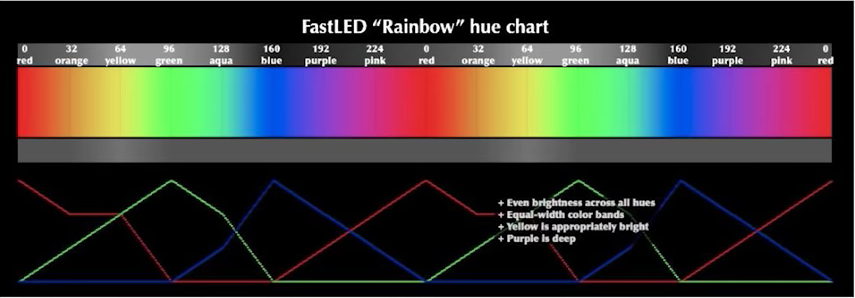 FastLED “Rainbow” hue chart
0 32 64 96 128 160 192 224 0 32 64 96 128 160 192 224 0
red orange yellow green aqua blue purple pink red orange yellow green aqua blue purple pink red
+ Even brightness across all hues
+ Equal-width color bands
+ Yellow is appropriately bright
+ Purple is deep